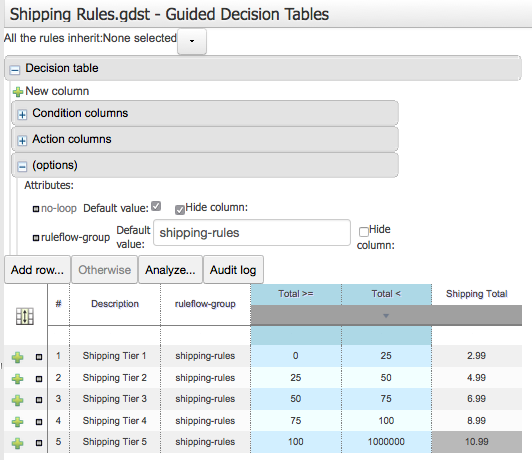 Shipping Rules.gdst - Guided Decision Tables
All the rules inherit:None selected
Decision table
New column
Condition columns
Action columns
(options)
Attributes:
no-loop Default value: Hide column:
ruleflow-group Default value: shipping-rules Hide column:
Add row... Otherwise Analyze... Audit log
# Description ruleflow-group Total >= Total < Shipping Total
1 Shipping Tier 1 shipping-rules 0 25 2.99
2 Shipping Tier 2 shipping-rules 25 50 4.99
3 Shipping Tier 3 shipping-rules 50 75 6.99
4 Shipping Tier 4 shipping-rules 75 100 8.99
5 Shipping Tier 5 shipping-rules 100 1000000 10.99